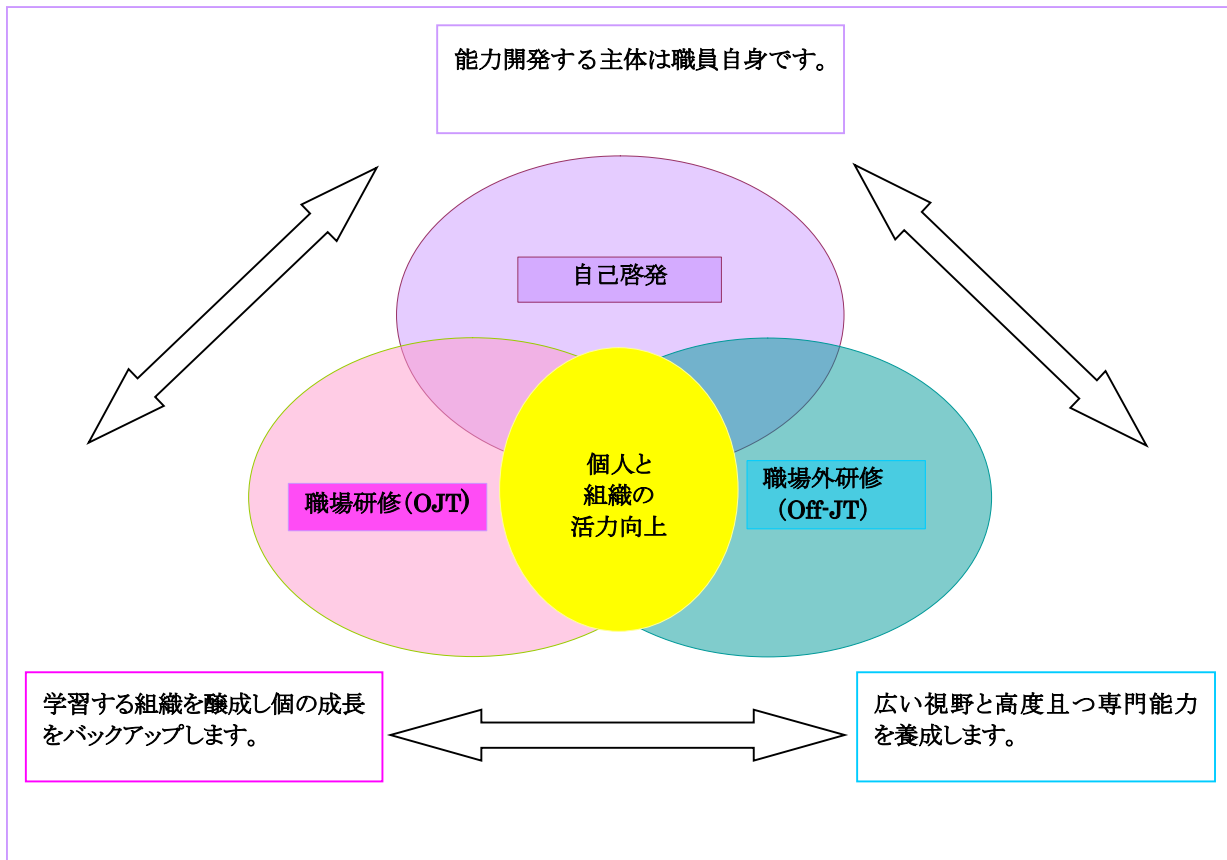 能力開発する主体は職員自身です。
自己啓発
個人と
組織の
活力向上
職場研修(OJT)
職場外研修
(Off-JT)
学習する組織を醸成し個の成長
をバックアップします。
広い視野と高度且つ専門能力
を養成します。